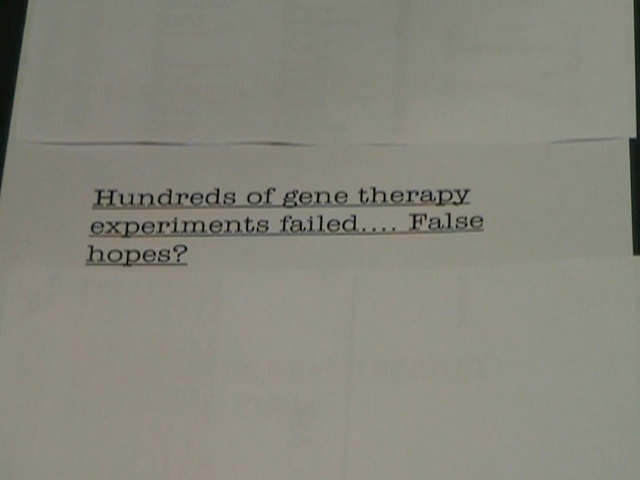 Hundreds of gene therapy
experiments failed.... False
hopes?